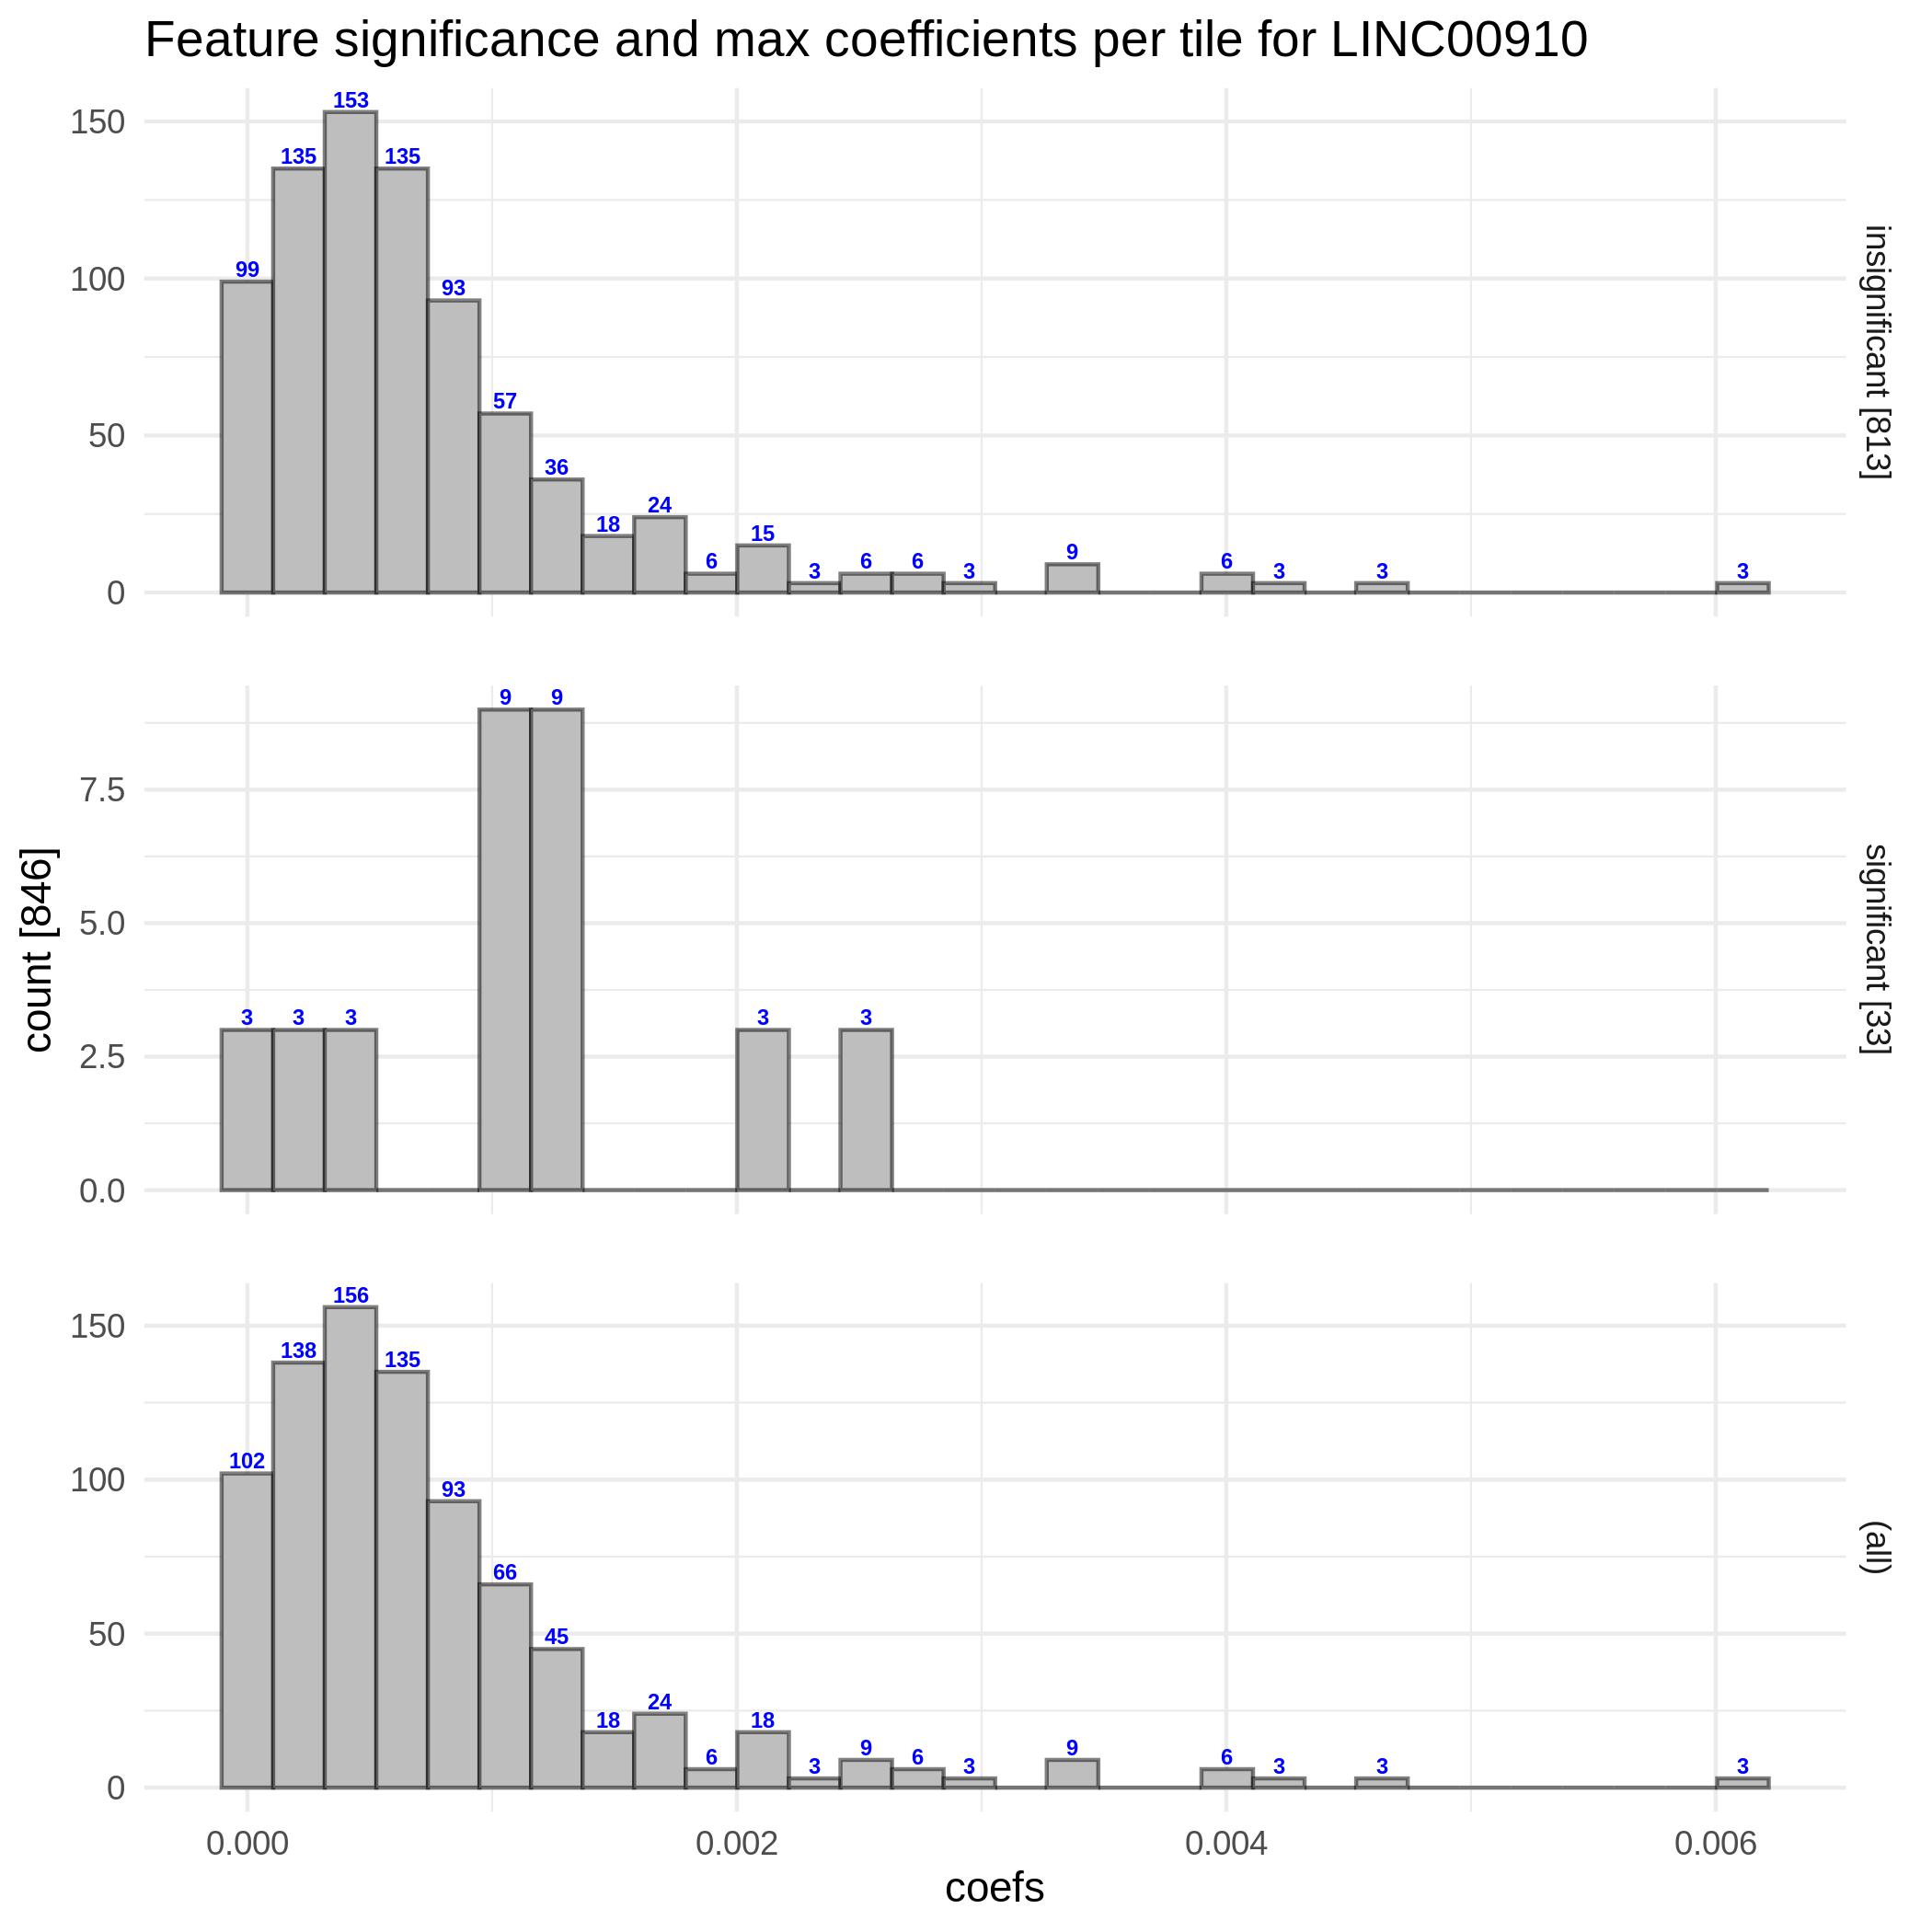 Feature significance and max coefficients per tile for LINC00910
153
150
135 135
99
100
93
57
50
36
18 24
6 15 3 6 6 3 9 6 3 3 3
0
insignificant [813]
9 9
7.5
5.0
3 3 3 3 3
2.5
0.0
significant [33]
count [846]
156
150
138 135
102
100
93
66
50
45
18 24 6 18 3 9 6 3 9 6 3 3 3
0
(all)
0.000 0.002 0.004 0.006
coefs